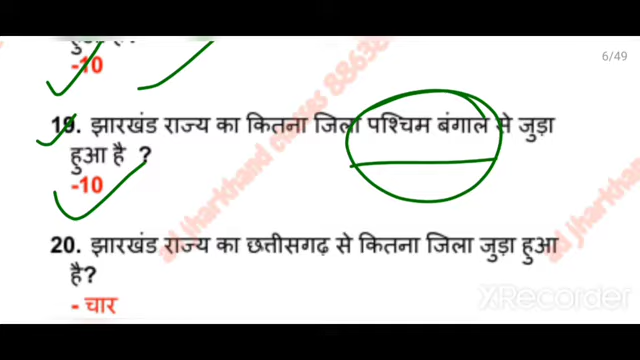 -10
6/49
19. झारखंड राज्य का कितना जिला पश्चिम बंगाल से जुड़ा
हुआ है ?
-10
20. झारखंड राज्य का छत्तीसगढ़ से कितना जिला जुड़ा हुआ
है?
- चार
XRecorder